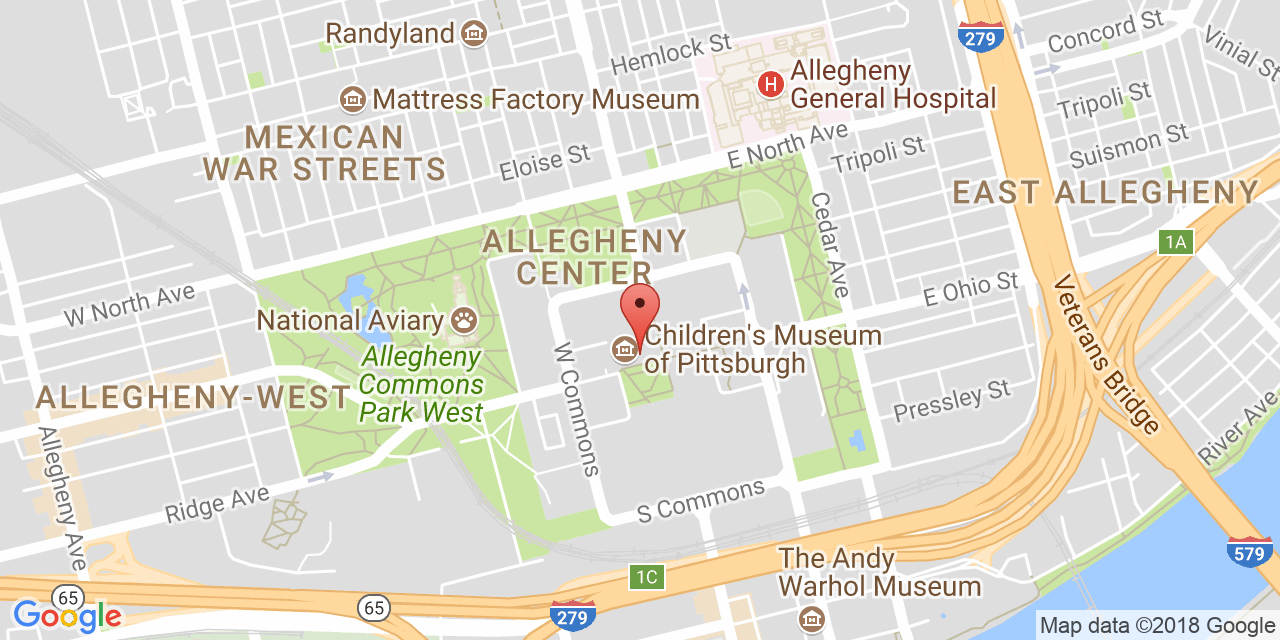 Randyland
Hemlock St
279
Concord St
Vinial St
Allegheny
General Hospital
H
Mattress Factory Museum
Tripoli St
MEXICAN
WAR STREETS
Eloise St
E North Ave
Tripoli St
Suismon St
EAST ALLEGHENY
ALLEGHENY
CENTER
Cedar Ave
1A
W North Ave
National Aviary
E Ohio St
Veterans Bridge
Children's Museum
of Pittsburgh
Allegheny
Commons
Park West
W Commons
ALLEGHENY-WEST
Pressley St
River Ave
Allegheny Ave
Ridge Ave
S Commons
579
The Andy
Warhol Museum
1C
65
65
279
Google
Map data ©2018 Google